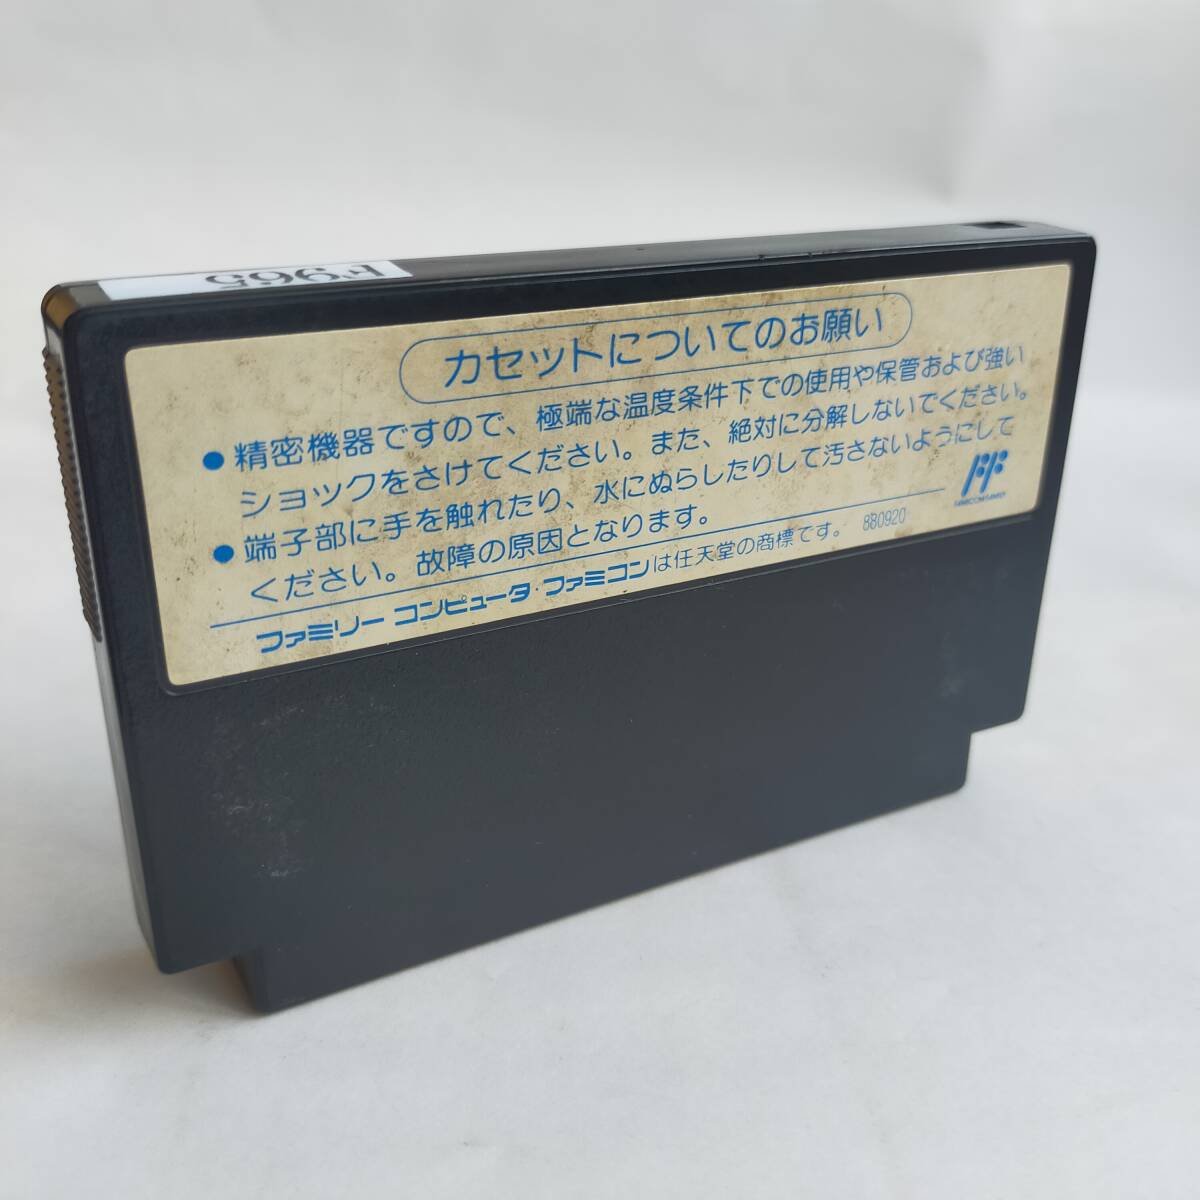 F965
カセットについてのお願い
● 精密機器ですので、極端な温度条件下での使用や保管および強い
ショックをさけてください。また、絶対に分解しないでください。
● 端子部に手を触れたり、水にぬらしたりして汚さないようにして
ください。故障の原因となります。
FAMICOM FAMILY
ファミリー コンピュータ・ファミコンは任天堂の商標です。 880920